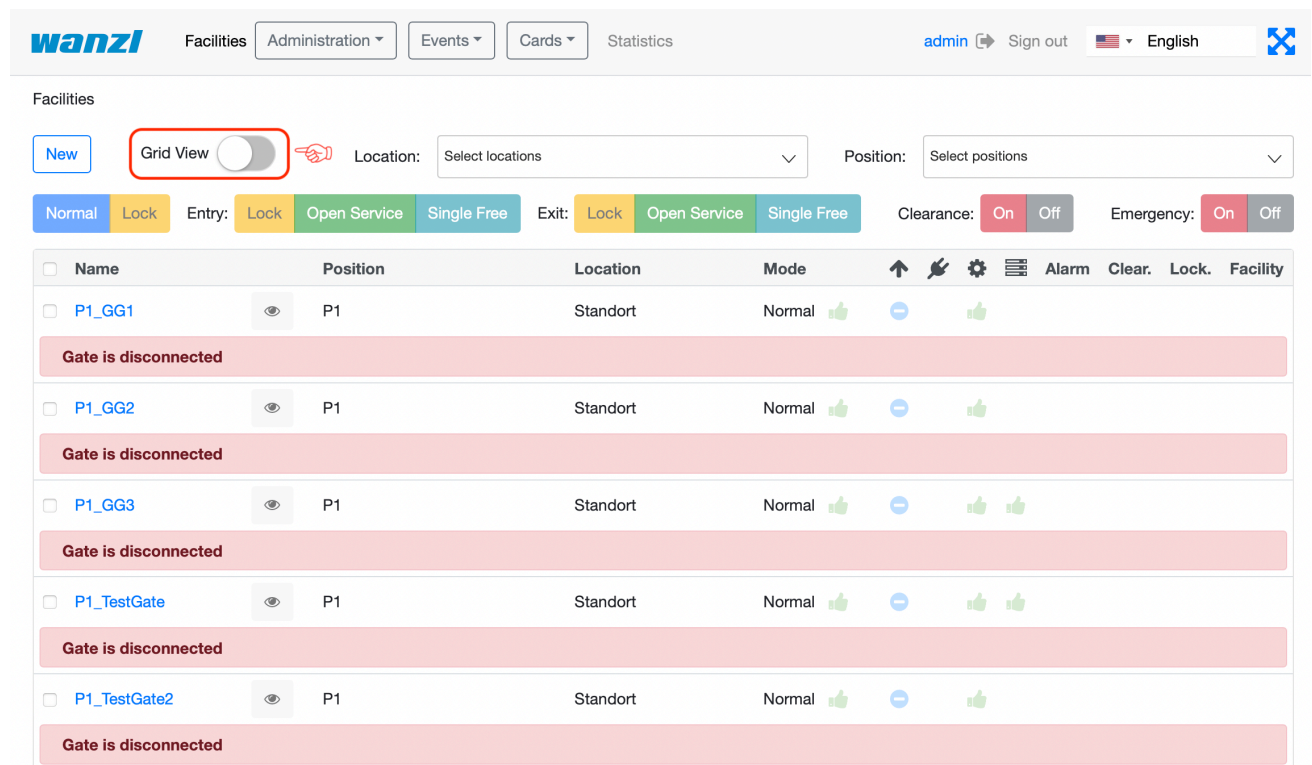 wanzl Facilities Administration Events Cards Statistics admin Sign out English
Facilities
New Grid View Location: Select locations Position: Select positions
Normal Lock Entry: Lock Open Service Single Free Exit: Lock Open Service Single Free Clearance: On Off Emergency: On Off
Name Position Location Mode Alarm Clear. Lock. Facility
P1_GG1 P1 Standort Normal
Gate is disconnected
P1_GG2 P1 Standort Normal
Gate is disconnected
P1_GG3 P1 Standort Normal
Gate is disconnected
P1_TestGate P1 Standort Normal
Gate is disconnected
P1_TestGate2 P1 Standort Normal
Gate is disconnected